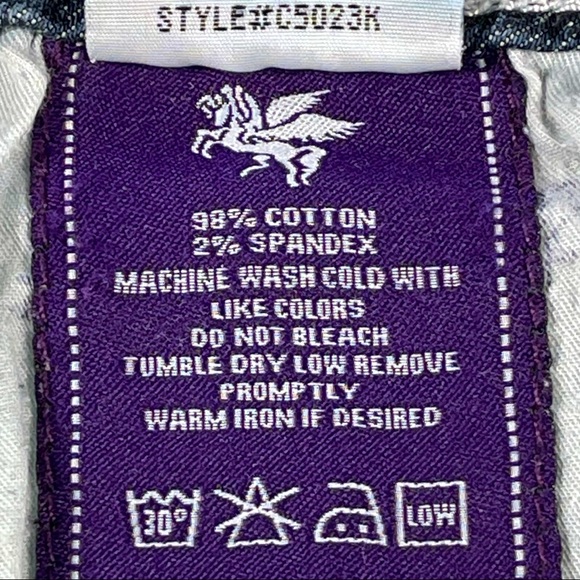 STYLE#C5023K
98% COTTON
2% SPANDEX
MACHINE WASH COLD WITH
LIKE COLORS
DO NOT BLEACH
TUMBLE DRY LOW REMOVE
PROMPTLY
WARM IRON IF DESIRED
30° LOW